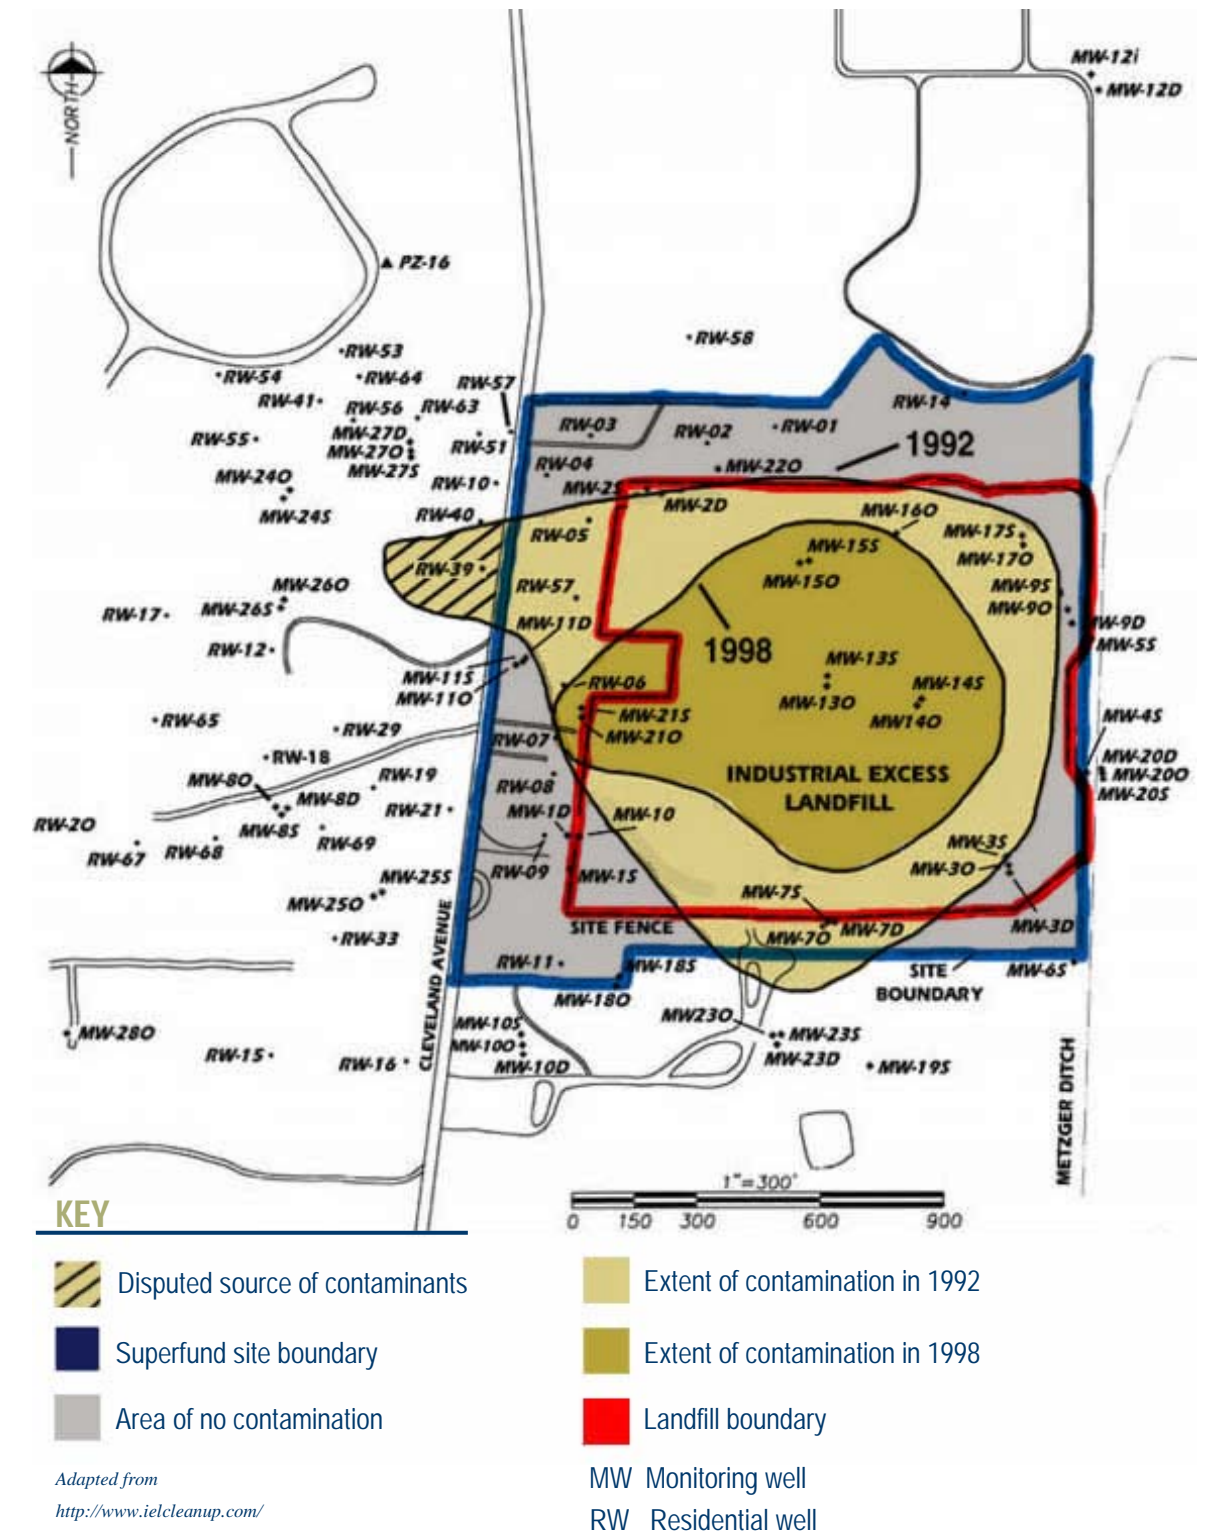 MW-12i
MW-12D
NORTH
PZ-16
RW-58
RW-53
RW-54
RW-64
RW-57
RW-41
RW-56
RW-63
RW-14
RW-55
MW-27D
MW-27O
MW-27S
RW-51
RW-03
RW-02
RW-01
1992
MW-24O
RW-04
MW-22O
RW-10
MW-2S
MW-2D
MW-24S
RW-40
RW-05
MW-16O
MW-17S
MW-17O
MW-15S
MW-15O
RW-39
MW-26O
MW-26S
RW-57
MW-9S
MW-9O
RW-17
MW-11D
MW-9D
MW-5S
RW-12
1998
MW-13S
MW-11S
MW-11O
RW-06
MW-13O
MW-14S
MW14O
RW-65
RW-29
MW-21S
MW-21O
MW-4S
RW-07
RW-18
MW-20D
MW-20O
MW-20S
MW-8O
RW-19
MW-8D
RW-08
INDUSTRIAL EXCESS
LANDFILL
RW-21
MW-1D
MW-10
RW-20
MW-8S
RW-69
RW-67
RW-68
MW-3S
MW-3O
RW-09
MW-1S
MW-25S
MW-25O
MW-7S
MW-7O
MW-7D
MW-3D
SITE FENCE
RW-33
RW-11
MW-18S
MW-18O
SITE
BOUNDARY
MW-6S
CLEVELAND AVENUE
MW-28O
MW-10S
MW-10O
MW-10D
MW23O
MW-23S
MW-23D
MW-19S
RW-15
RW-16
METZGER DITCH
1"=300'
0 150 300 600 900
KEY
Disputed source of contaminants
Superfund site boundary
Area of no contamination
Extent of contamination in 1992
Extent of contamination in 1998
Landfill boundary
MW Monitoring well
RW Residential well
Adapted from
http://www.ielcleanup.com/